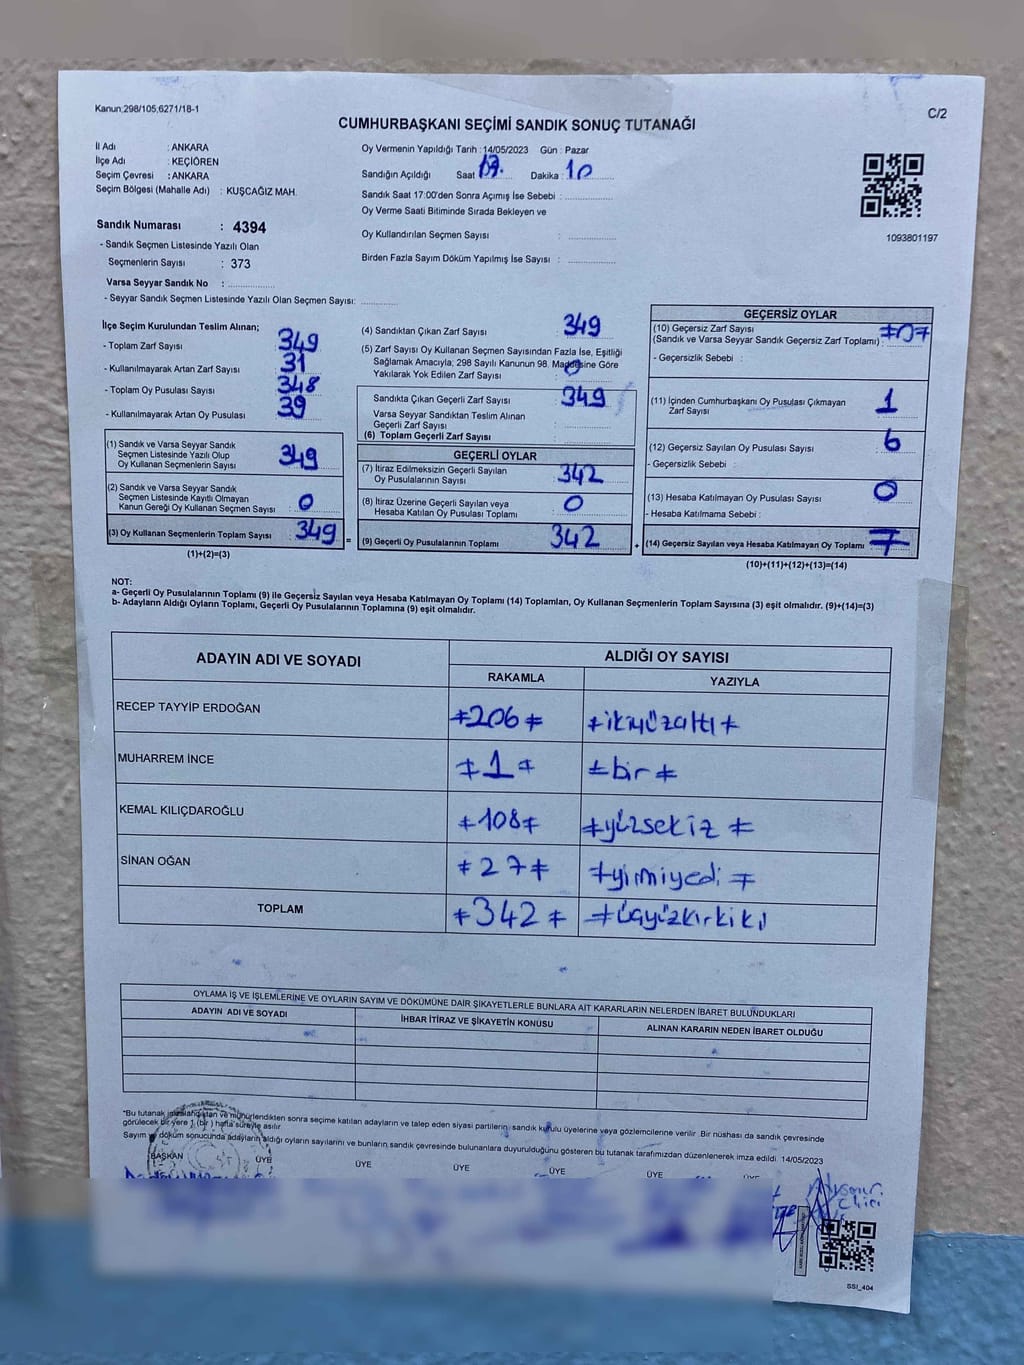 Kanun;298/105;6271/18-1
C/2
CUMHURBAŞKANI SEÇİMİ SANDIK SONUÇ TUTANAĞI
İl Adı : ANKARA
İlçe Adı : KEÇİÖREN
Seçim Çevresi : ANKARA
Seçim Bölgesi (Mahalle Adı) : KUŞCAĞIZ MAH.
Sandık Numarası : 4394
- Sandık Seçmen Listesinde Yazılı Olan
Seçmenlerin Sayısı : 373
Varsa Seyyar Sandık No :
- Seyyar Sandık Seçmen Listesinde Yazılı Olan Seçmen Sayısı:
Oy Vermenin Yapıldığı Tarih : 14/05/2023 Gün : Pazar
Sandığın Açıldığı Saat 17. Dakika : 10
Sandık Saat 17:00'den Sonra Açımış İse Sebebi :
Oy Verme Saati Bitiminde Sırada Bekleyen ve
Oy Kullandırılan Seçmen Sayısı :
Birden Fazla Sayım Döküm Yapılmış İse Sayısı :
1093801197
İlçe Seçim Kurulundan Teslim Alınan;
- Toplam Zarf Sayısı : 349
- Kullanılmayarak Artan Zarf Sayısı : 31
- Toplam Oy Pusulası Sayısı : 348
- Kullanılmayarak Artan Oy Pusulası : 39
(1) Sandık ve Varsa Seyyar Sandık
Seçmen Listesinde Yazılı Olup
Oy Kullanan Seçmenlerin Sayısı : 349
(2) Sandık ve Varsa Seyyar Sandık
Seçmen Listesinde Kayıtlı Olmayan
Kanun Gereği Oy Kullanan Seçmen Sayısı : 0
(3) Oy Kullanan Seçmenlerin Toplam Sayısı : 349 =
(1)+(2)=(3)
(4) Sandıktan Çıkan Zarf Sayısı : 349
(5) Zarf Sayısı Oy Kullanan Seçmen Sayısından Fazla İse, Eşitliği
Sağlamak Amacıyla; 298 Sayılı Kanunun 98. Maddesine Göre
Yakılarak Yok Edilen Zarf Sayısı : 0
Sandıkta Çıkan Geçerli Zarf Sayısı : 349
Varsa Seyyar Sandıktan Teslim Alınan
Geçerli Zarf Sayısı :
(6) Toplam Geçerli Zarf Sayısı :
GEÇERLİ OYLAR
(7) İtiraz Edilmeksizin Geçerli Sayılan
Oy Pusulalarının Sayısı : 342
(8) İtiraz Üzerine Geçerli Sayılan veya
Hesaba Katılan Oy Pusulası Toplamı : 0
(9) Geçerli Oy Pusulalarının Toplamı : 342 +
GEÇERSİZ OYLAR
(10) Geçersiz Zarf Sayısı
(Sandık ve Varsa Seyyar Sandık Geçersiz Zarf Toplamı) :
- Geçersizlik Sebebi :
(11) İçinden Cumhurbaşkanı Oy Pusulası Çıkmayan
Zarf Sayısı : 1
(12) Geçersiz Sayılan Oy Pusulası Sayısı : 6
- Geçersizlik Sebebi :
(13) Hesaba Katılmayan Oy Pusulası Sayısı : 0
- Hesaba Katılmama Sebebi :
(14) Geçersiz Sayılan veya Hesaba Katılmayan Oy Toplamı : 7
(10)+(11)+(12)+(13)=(14)
NOT:
a- Geçerli Oy Pusulalarının Toplamı (9) ile Geçersiz Sayılan veya Hesaba Katılmayan Oy Toplamı (14) Toplamları, Oy Kullanan Seçmenlerin Toplam Sayısına (3) eşit olmalıdır. (9)+(14)=(3)
b- Adayların Aldığı Oyların Toplamı, Geçerli Oy Pusulalarının Toplamına (9) eşit olmalıdır.
ADAYIN ADI VE SOYADI
ALDIĞI OY SAYISI
RAKAMLA YAZIYLA
RECEP TAYYİP ERDOĞAN ≠206≠ ≠ikiyüzaltı≠
MUHARREM İNCE ≠1≠ ≠bir≠
KEMAL KILIÇDAROĞLU ≠108≠ ≠yüzsekiz≠
SİNAN OĞAN ≠27≠ ≠yirmiyedi≠
TOPLAM ≠342≠ ≠üçyüzkırkiki
OYLAMA İŞ VE İŞLEMLERİNE VE OYLARIN SAYIM VE DÖKÜMÜNE DAİR ŞİKAYETLERLE BUNLARA AİT KARARLARIN NELERDEN İBARET BULUNDUKLARI
ADAYIN ADI VE SOYADI İHBAR İTİRAZ VE ŞİKAYETİN KONUSU ALINAN KARARIN NEDEN İBARET OLDUĞU
*Bu tutanak imzalandıktan ve mühürlendikten sonra seçime katılan adayların ve talep eden siyasi partilerin sandık kurulu üyelerine veya gözlemcilerine verilir. Bir nüshası da sandık çevresinde
görülecek bir yere 1 (bir) hafta süreyle asılır
Sayım ve döküm sonucunda adayların aldığı oyların sayılarını ve bunların sandık çevresinde bulunanlara duyurulduğunu gösteren bu tutanak tarafımızdan düzenlenerek imza edildi. 14/05/2023
BAŞKAN ÜYE ÜYE ÜYE ÜYE ÜYE ÜYE
SSI_404